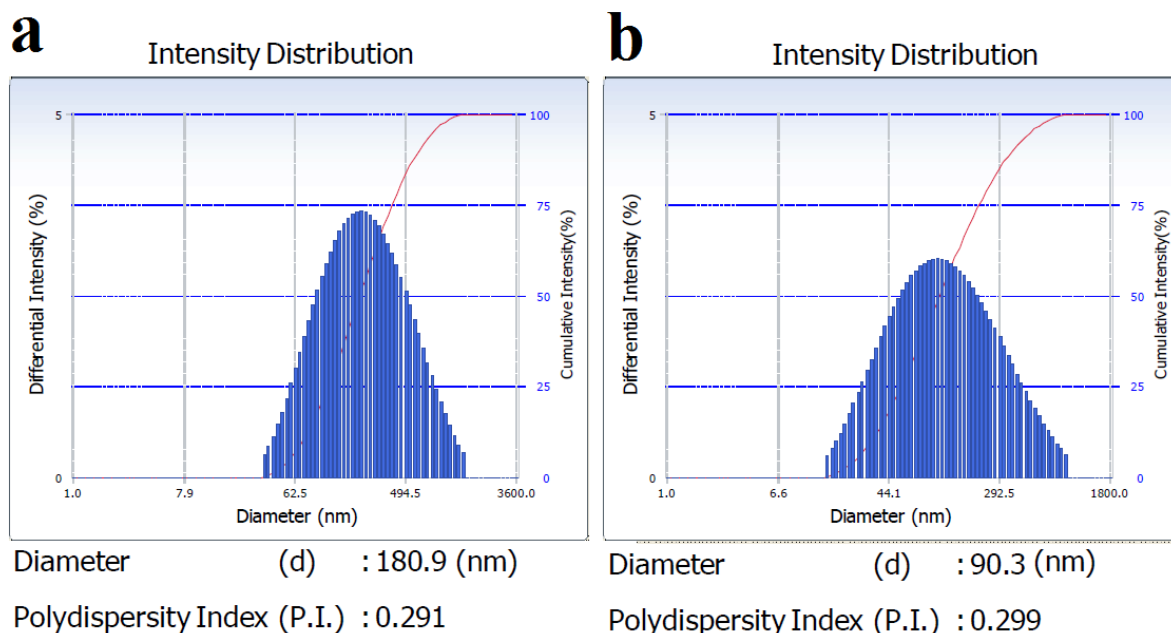 a
Intensity Distribution
Differential Intensity (%)
5
0
100
75
50
25
0
Cumulative Intensity(%)
1.0 7.9 62.5 494.5 3600.0
Diameter (nm)
Diameter (d) : 180.9 (nm)
Polydispersity Index (P.I.) : 0.291
b
Intensity Distribution
Differential Intensity (%)
5
0
100
75
50
25
0
Cumulative Intensity(%)
1.0 6.6 44.1 292.5 1800.0
Diameter (nm)
Diameter (d) : 90.3 (nm)
Polydispersity Index (P.I.) : 0.299